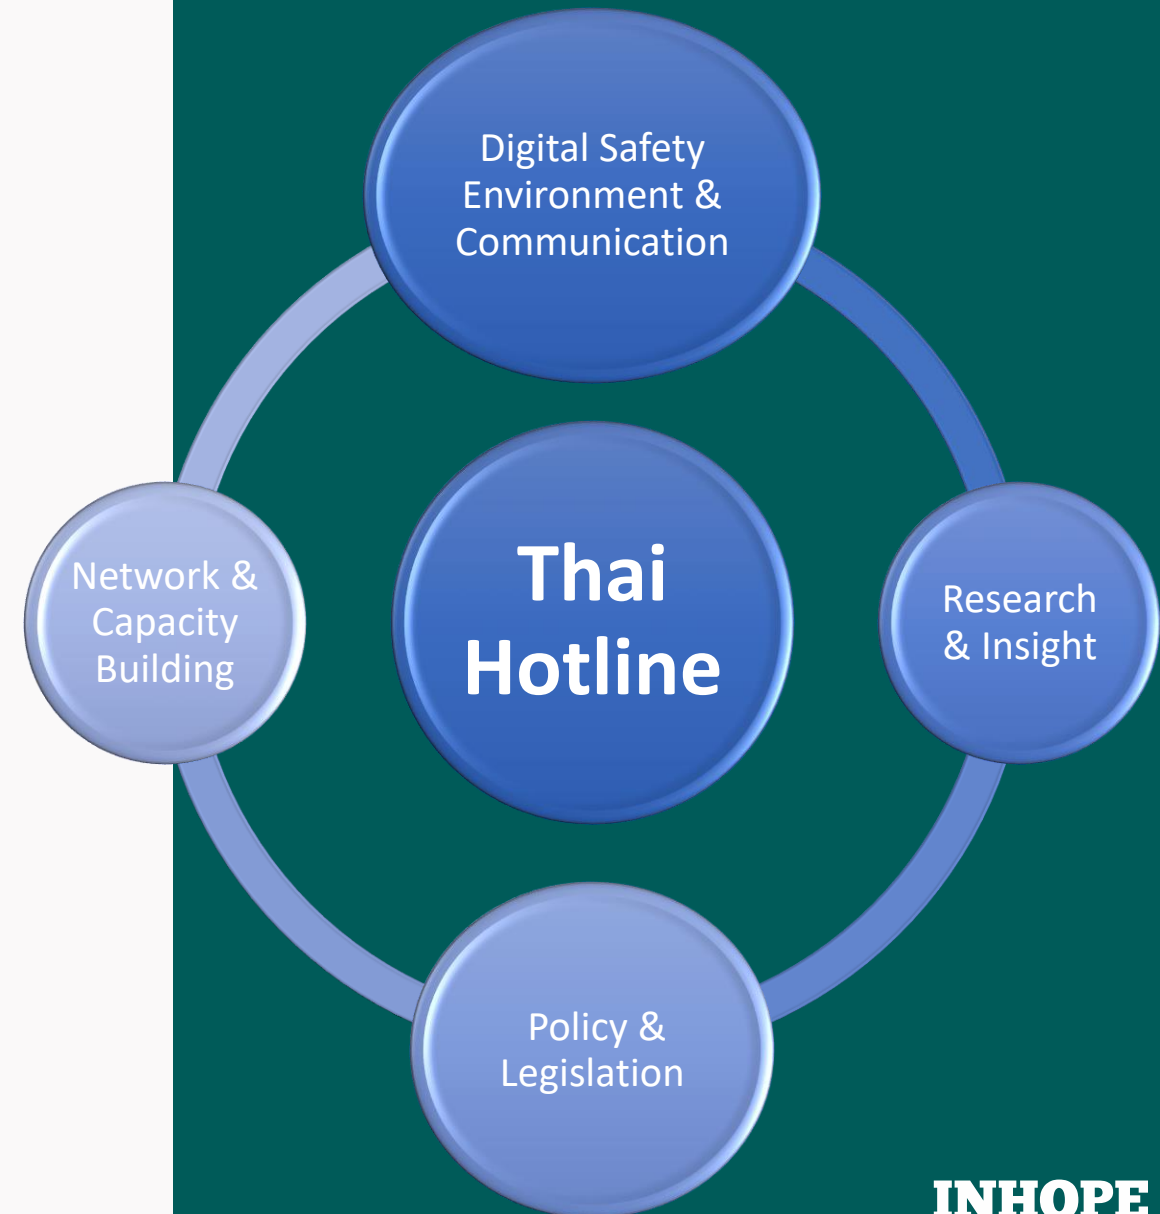 Digital Safety
Environment &
Communication
Network &
Capacity
Building
Thai
Hotline
Research
& Insight
Policy &
Legislation
INHOPE